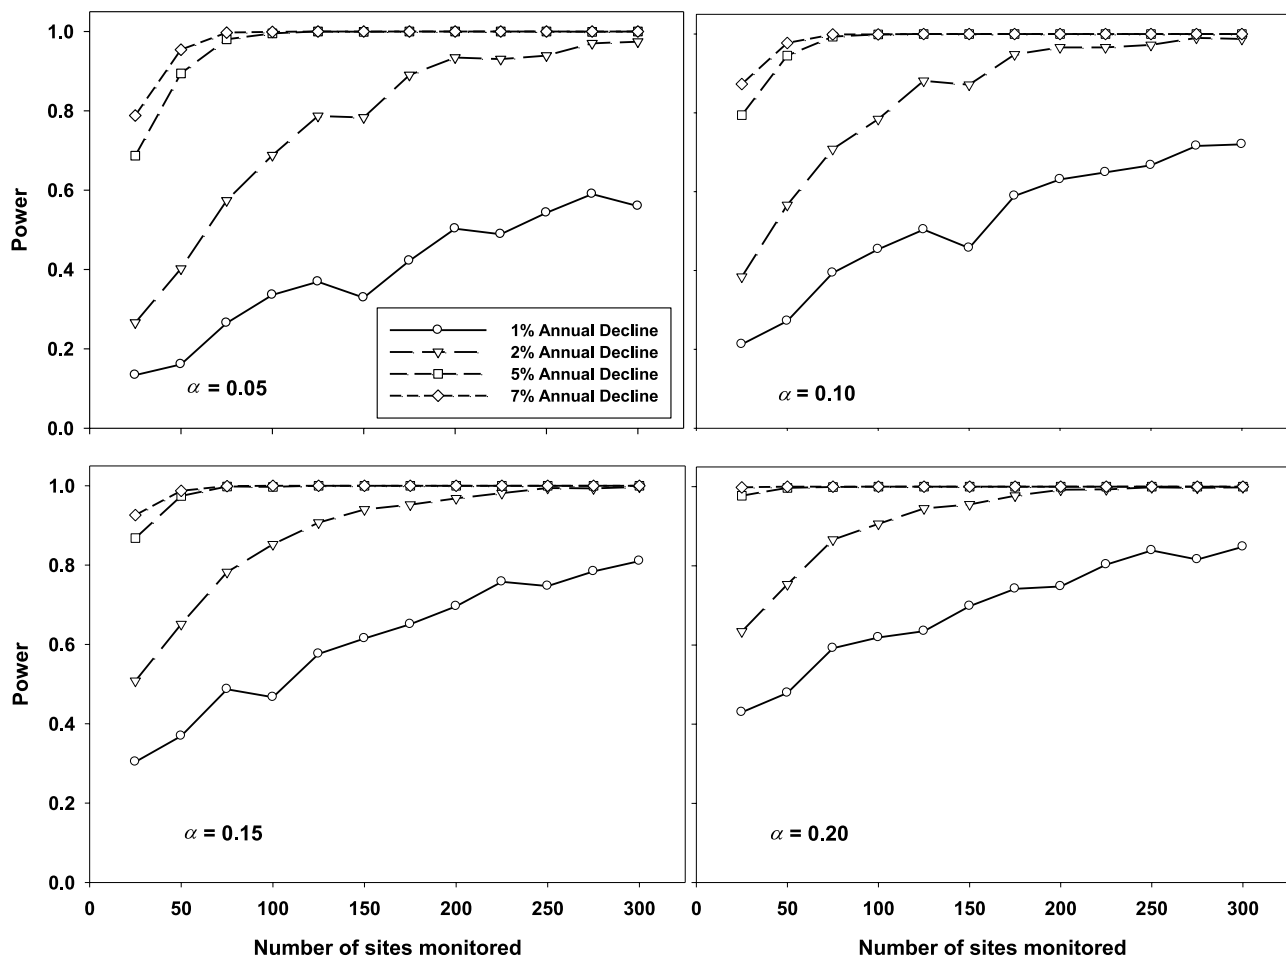 1.0
0.8
0.6
0.4
0.2
0.0
Power
1% Annual Decline
2% Annual Decline
5% Annual Decline
7% Annual Decline
α = 0.05
α = 0.10
1.0
0.8
0.6
0.4
0.2
0.0
Power
α = 0.15
α = 0.20
0 50 100 150 200 250 300
0 50 100 150 200 250 300
Number of sites monitored
Number of sites monitored